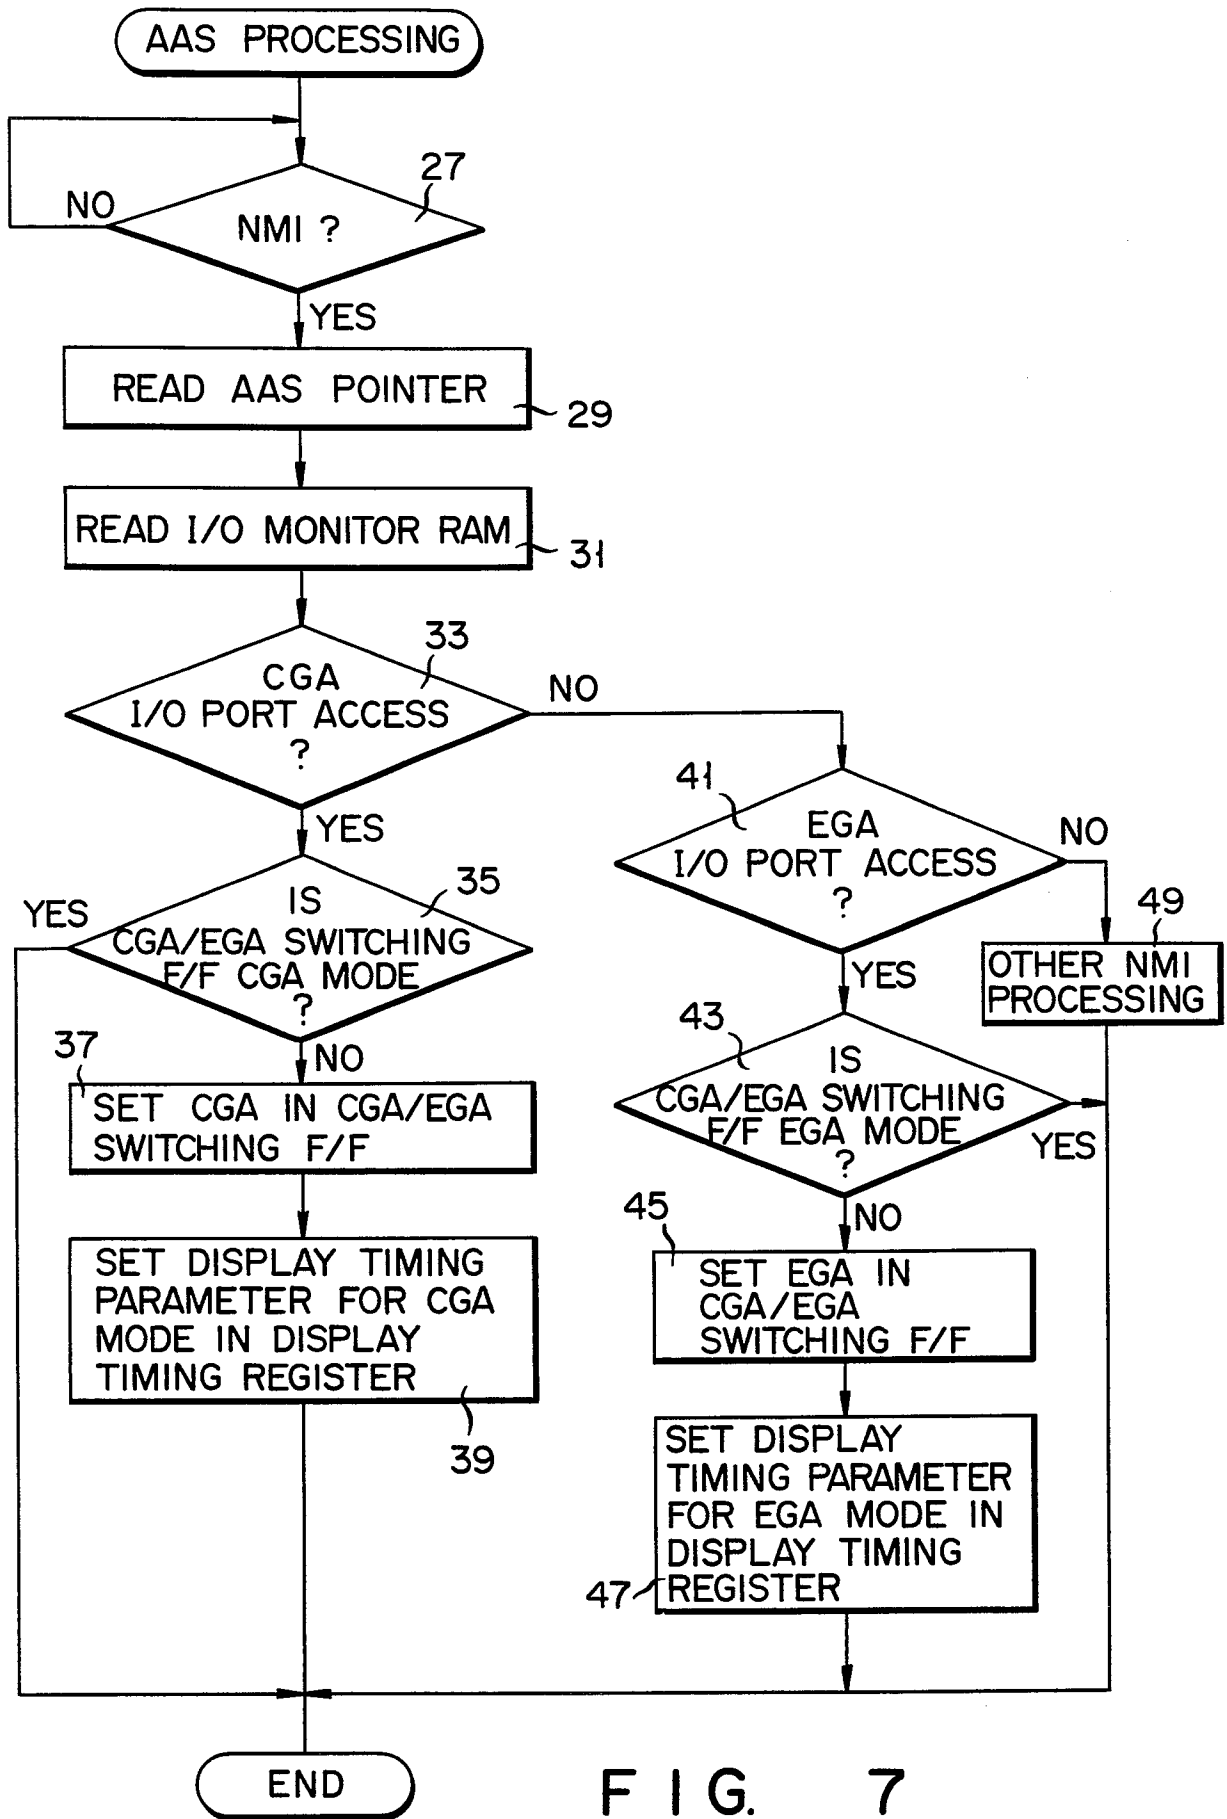 AAS PROCESSING
27
NO
NMI ?
YES
READ AAS POINTER
29
READ I/O MONITOR RAM
31
33
CGA
I/O PORT ACCESS
?
NO
YES
41
EGA
I/O PORT ACCESS
?
NO
YES
35
YES
IS
CGA/EGA SWITCHING
F/F CGA MODE
?
NO
49
OTHER NMI
PROCESSING
43
IS
CGA/EGA SWITCHING
F/F EGA MODE
?
YES
NO
37
SET CGA IN CGA/EGA
SWITCHING F/F
SET DISPLAY TIMING
PARAMETER FOR CGA
MODE IN DISPLAY
TIMING REGISTER
39
45
SET EGA IN
CGA/EGA
SWITCHING F/F
SET DISPLAY
TIMING PARAMETER
FOR EGA MODE IN
DISPLAY TIMING
REGISTER
47
END
FIG. 7